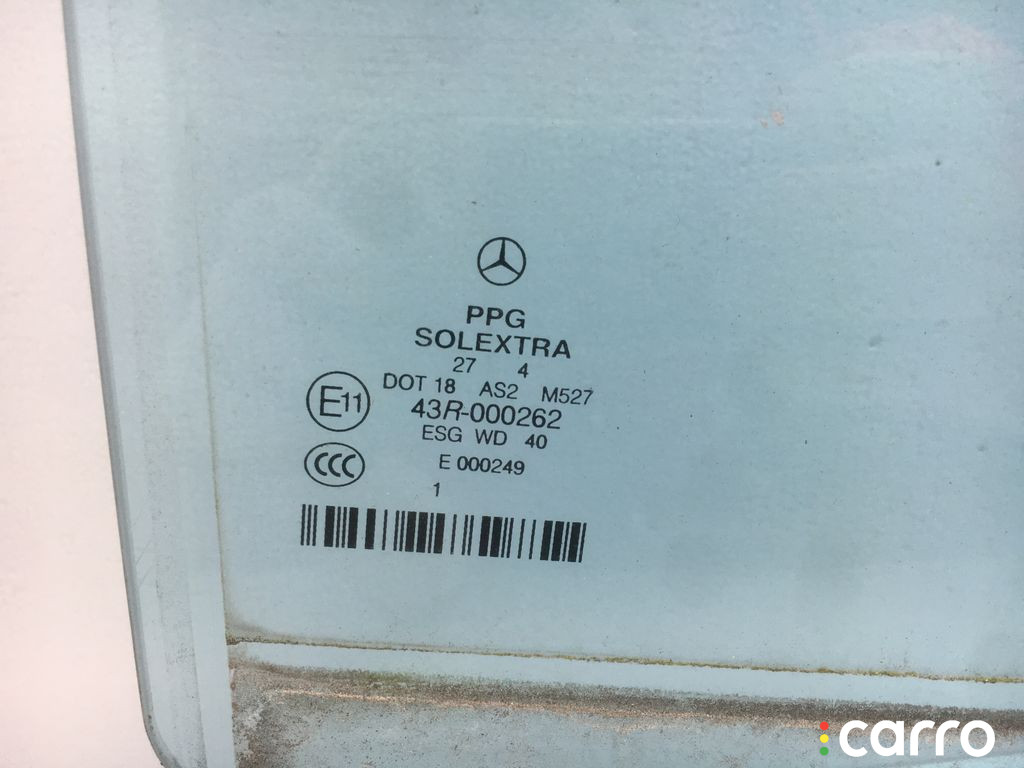 PPG
SOLEXTRA
27 4
DOT 18 AS2 M527
E11 43R-000262
ESG WD 40
CCC E 000249
1
carro